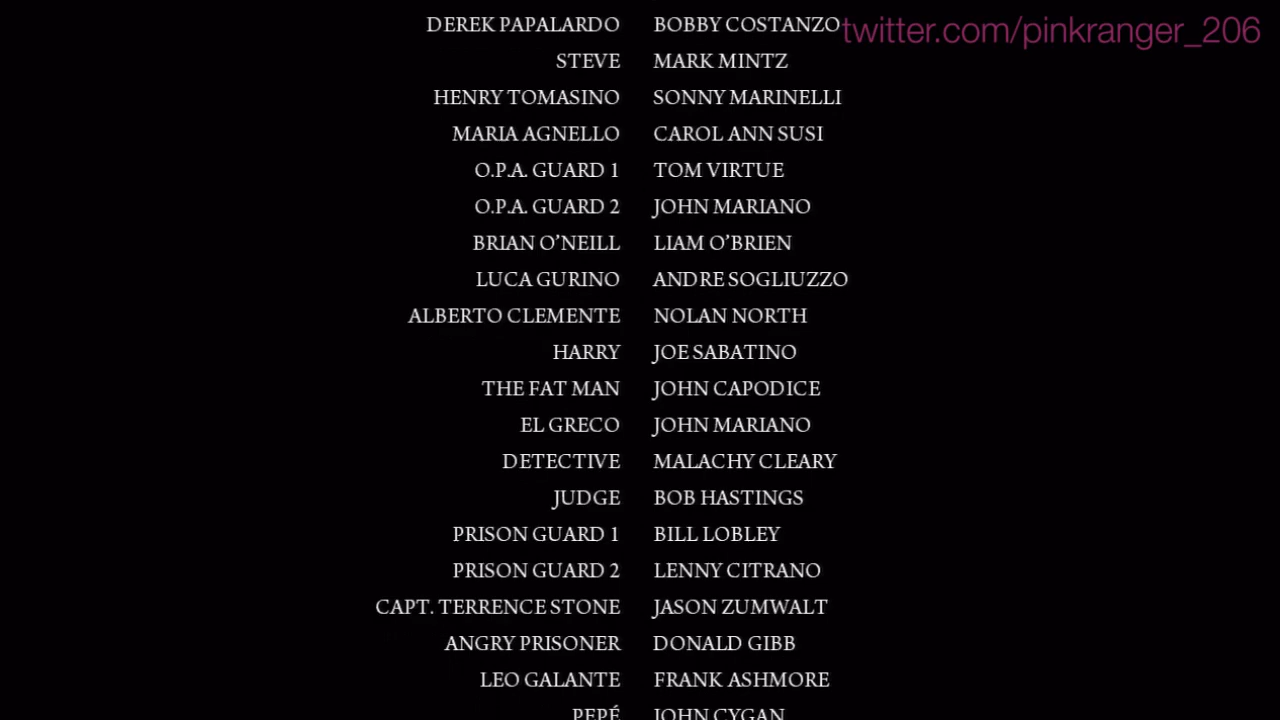 DEREK PAPALARDO BOBBY COSTANZO
twitter.com/pinkranger_206
STEVE MARK MINTZ
HENRY TOMASINO SONNY MARINELLI
MARIA AGNELLO CAROL ANN SUSI
O.P.A. GUARD 1 TOM VIRTUE
O.P.A. GUARD 2 JOHN MARIANO
BRIAN O’NEILL LIAM O’BRIEN
LUCA GURINO ANDRE SOGLIUZZO
ALBERTO CLEMENTE NOLAN NORTH
HARRY JOE SABATINO
THE FAT MAN JOHN CAPODICE
EL GRECO JOHN MARIANO
DETECTIVE MALACHY CLEARY
JUDGE BOB HASTINGS
PRISON GUARD 1 BILL LOBLEY
PRISON GUARD 2 LENNY CITRANO
CAPT. TERRENCE STONE JASON ZUMWALT
ANGRY PRISONER DONALD GIBB
LEO GALANTE FRANK ASHMORE
PEPÉ JOHN CYGAN